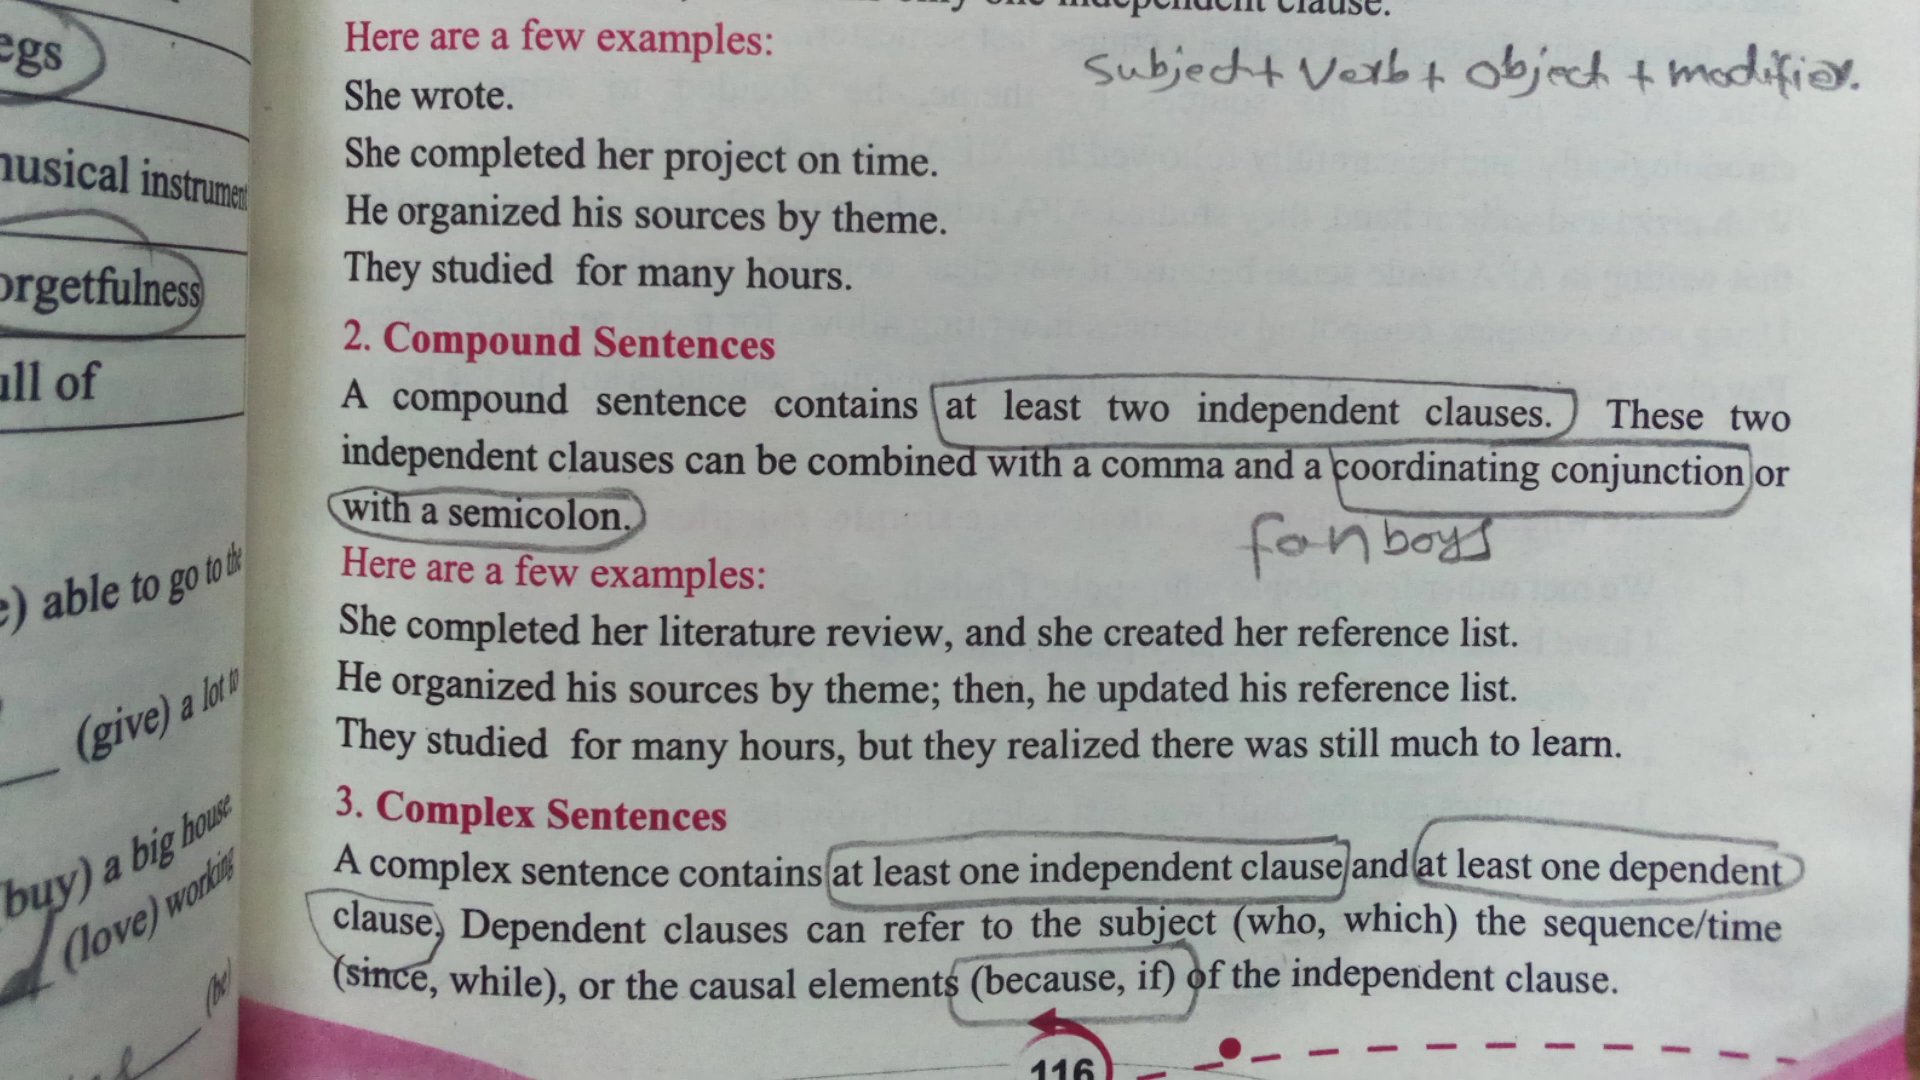 only one independent clause.
Here are a few examples:
Subject + Verb + Object + modifier.
She wrote.
She completed her project on time.
He organized his sources by theme.
They studied for many hours.
2. Compound Sentences
A compound sentence contains at least two independent clauses. These two
independent clauses can be combined with a comma and a coordinating conjunction or
with a semicolon.
fanboys
Here are a few examples:
She completed her literature review, and she created her reference list.
He organized his sources by theme; then, he updated his reference list.
They studied for many hours, but they realized there was still much to learn.
3. Complex Sentences
A complex sentence contains at least one independent clause and at least one dependent
clause. Dependent clauses can refer to the subject (who, which) the sequence/time
(since, while), or the causal elements (because, if) of the independent clause.
116
egs
musical instrument
orgetfulness
ull of
e) able to go to the
(give) a lot to
(buy) a big house
(love) working
(be)